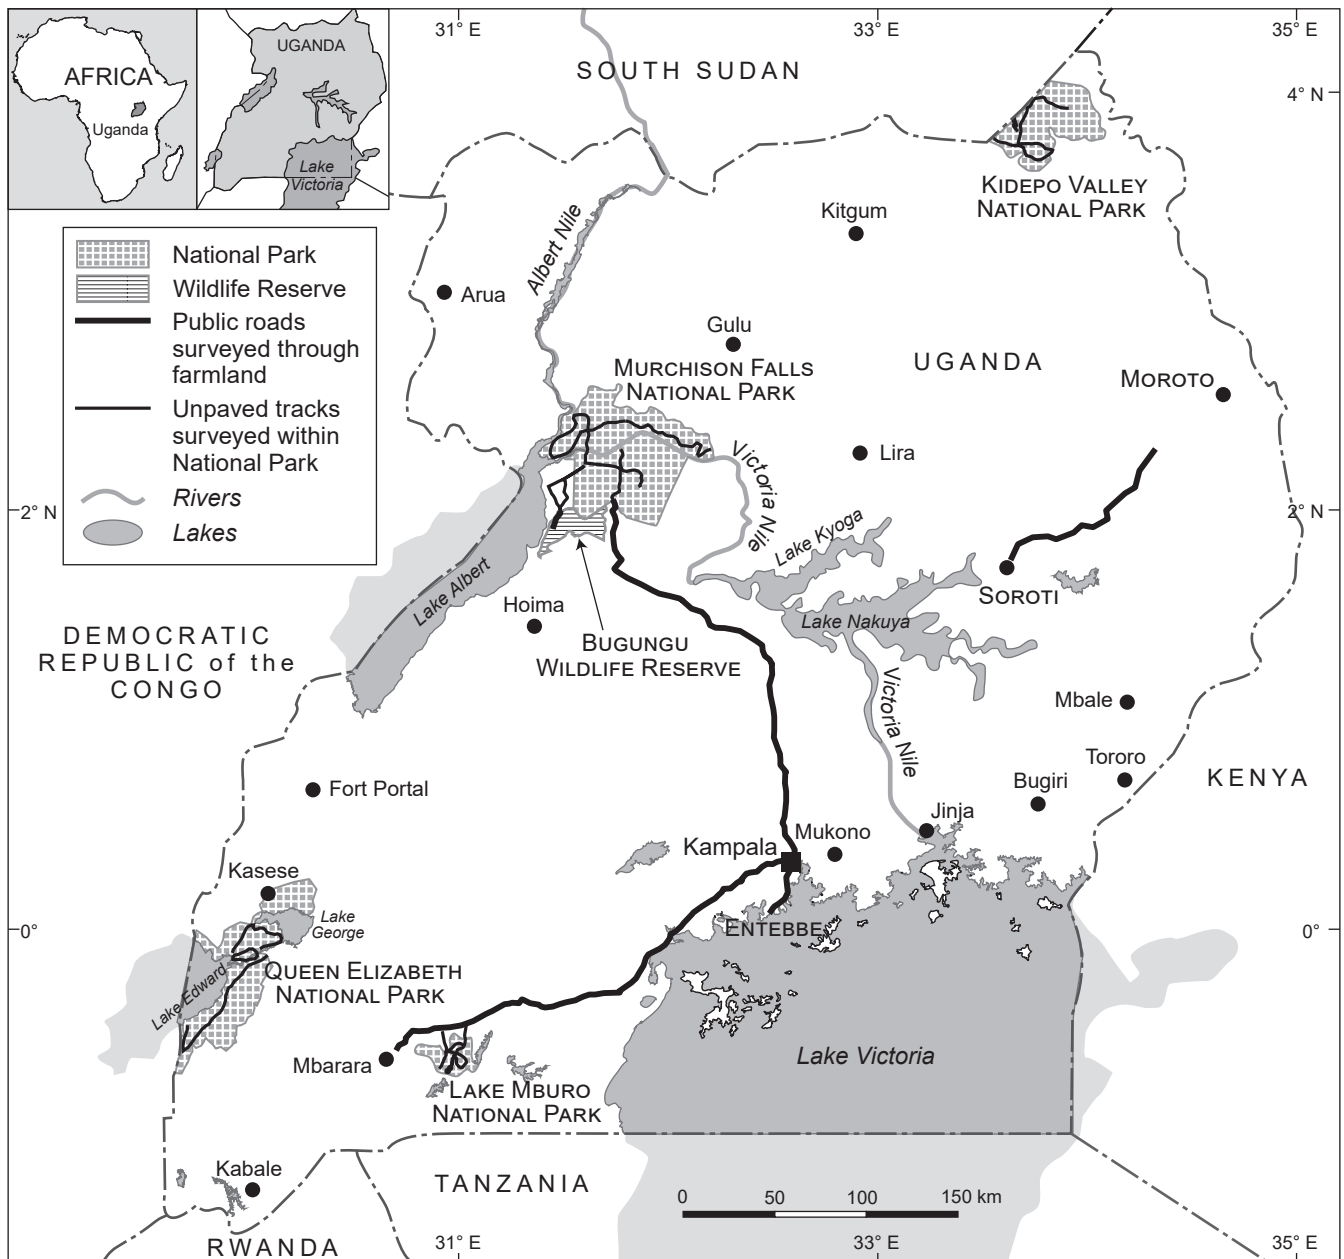 31° E
33° E
35° E
AFRICA
Uganda
UGANDA
Lake
Victoria
SOUTH SUDAN
4° N
KIDEPO VALLEY
NATIONAL PARK
Kitgum
Albert Nile
Arua
Gulu
National Park
Wildlife Reserve
Public roads
surveyed through
farmland
Unpaved tracks
surveyed within
National Park
Rivers
Lakes
MURCHISON FALLS
NATIONAL PARK
UGANDA
MOROTO
Lira
Victoria Nile
2° N
2° N
Lake Kyoga
Lake Albert
Hoima
SOROTI
Lake Nakuya
DEMOCRATIC
REPUBLIC of the
CONGO
BUGUNGU
WILDLIFE RESERVE
Victoria Nile
Mbale
Tororo
KENYA
Fort Portal
Bugiri
Jinja
Kampala
Mukono
Kasese
Lake
George
0°
ENTEBBE
0°
Lake Edward
QUEEN ELIZABETH
NATIONAL PARK
Mbarara
Lake Victoria
LAKE MBURO
NATIONAL PARK
Kabale
TANZANIA
0 50 100 150 km
RWANDA
31° E
33° E
35° E